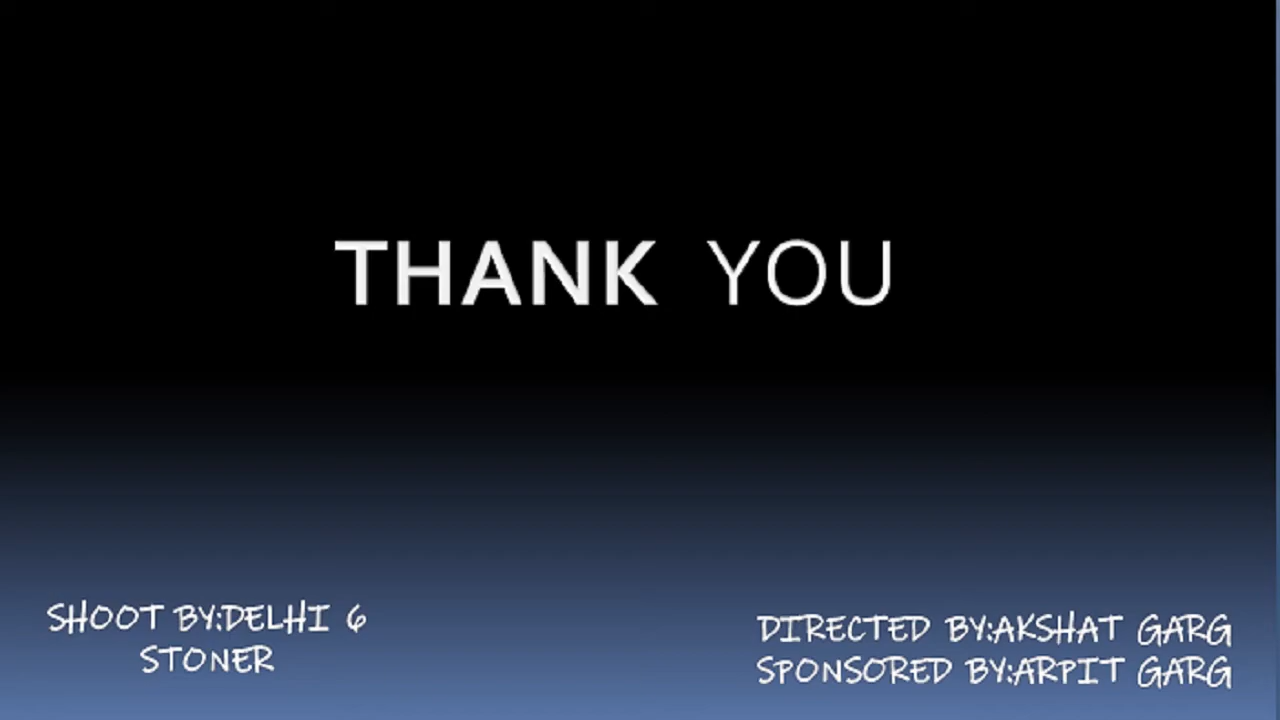 THANK YOU
SHOOT BY:DELHI 6
STONER
DIRECTED BY:AKSHAT GARG
SPONSORED BY:ARPIT GARG